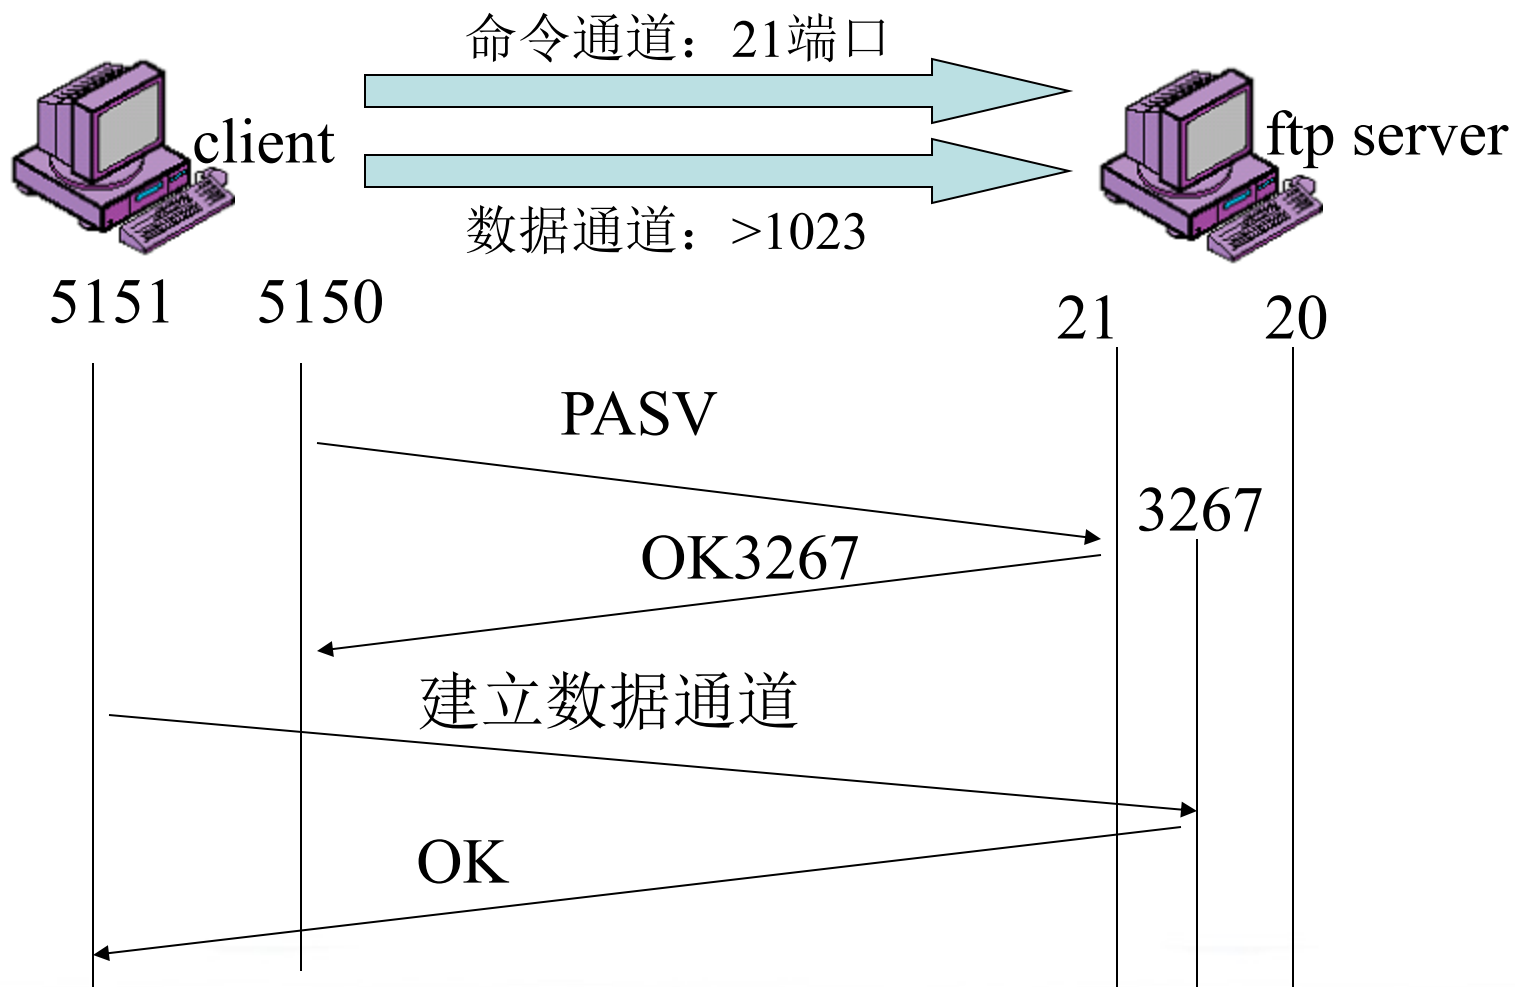 命令通道：21端口
client
ftp server
数据通道：>1023
5151
5150
21
20
PASV
3267
OK3267
建立数据通道
OK